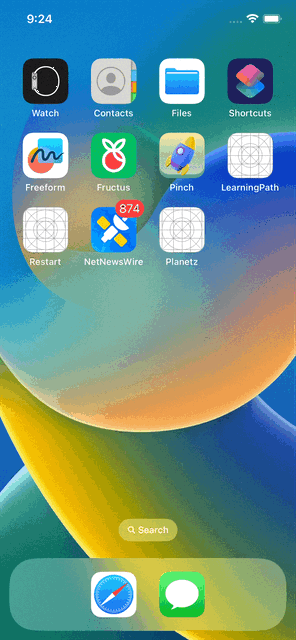 9:24
Watch Contacts Files Shortcuts
Freeform Fructus Pinch LearningPath
874
Restart NetNewsWire Planetz
Search